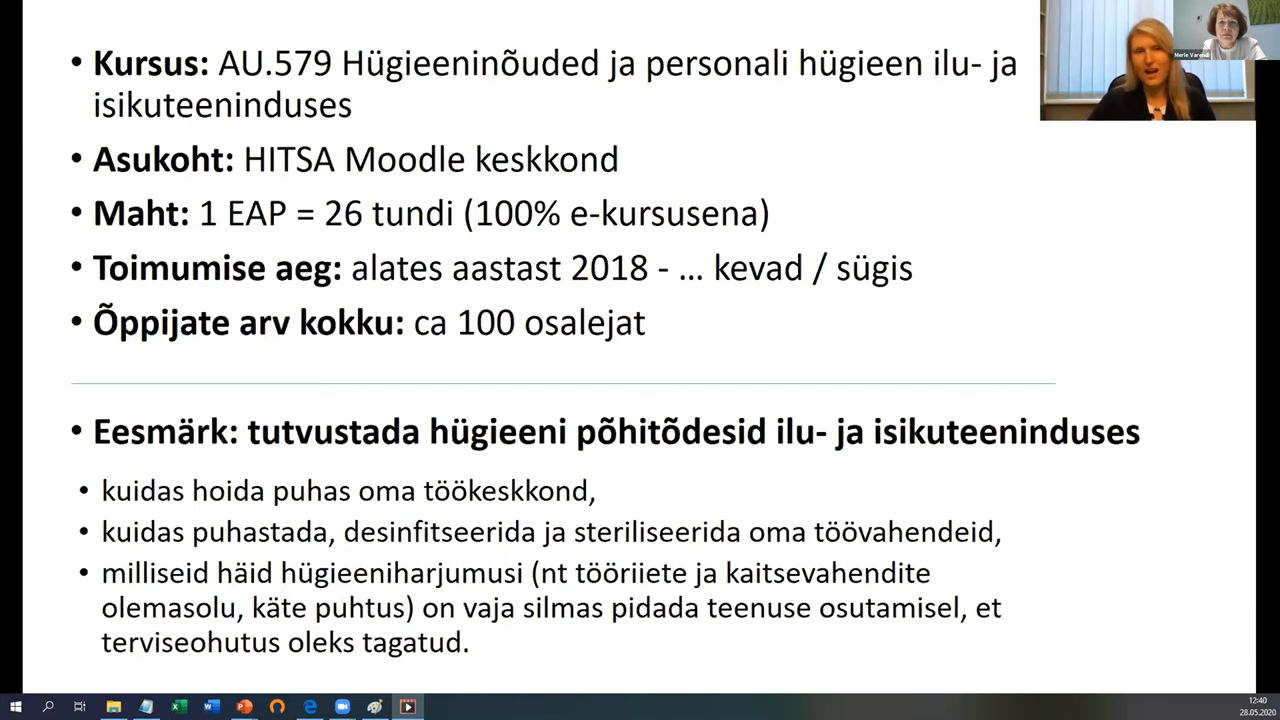 • Kursus: AU.579 Hügieeninõuded ja personali hügieen ilu- ja
isikuteeninduses
• Asukoht: HITSA Moodle keskkond
• Maht: 1 EAP = 26 tundi (100% e-kursusena)
• Toimumise aeg: alates aastast 2018 - … kevad / sügis
• Õppijate arv kokku: ca 100 osalejat
• Eesmärk: tutvustada hügieeni põhitõdesid ilu- ja isikuteeninduses
• kuidas hoida puhas oma töökeskkond,
• kuidas puhastada, desinfitseerida ja steriliseerida oma töövahendeid,
• milliseid häid hügieeniharjumusi (nt tööriiete ja kaitsevahendite
olemasolu, käte puhtus) on vaja silmas pidada teenuse osutamisel, et
terviseohutus oleks tagatud.
Merle Varendi
12:40
28.05.2020